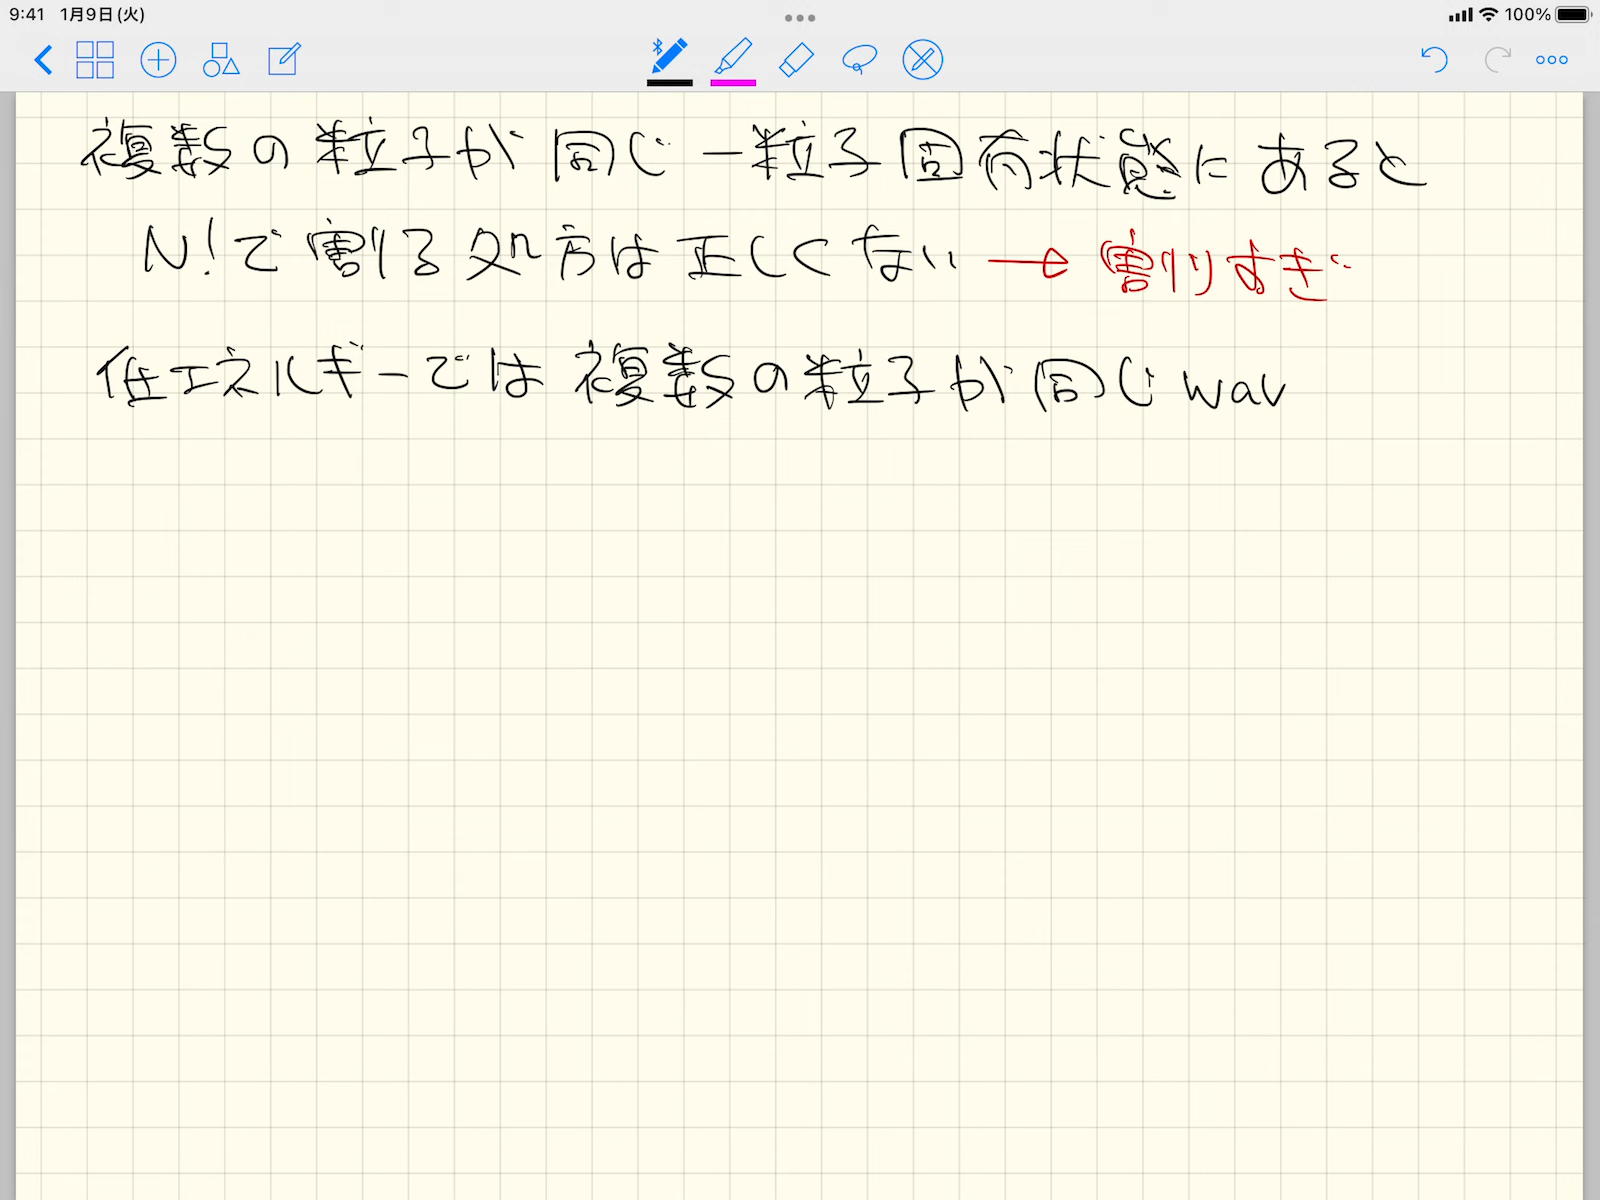 9:41 1月9日(火) 100%
複数の粒子が同じ一粒子固有状態にあると
N!で割る処方は正しくない → 割りすぎ
低エネルギーでは複数の粒子が同じwav